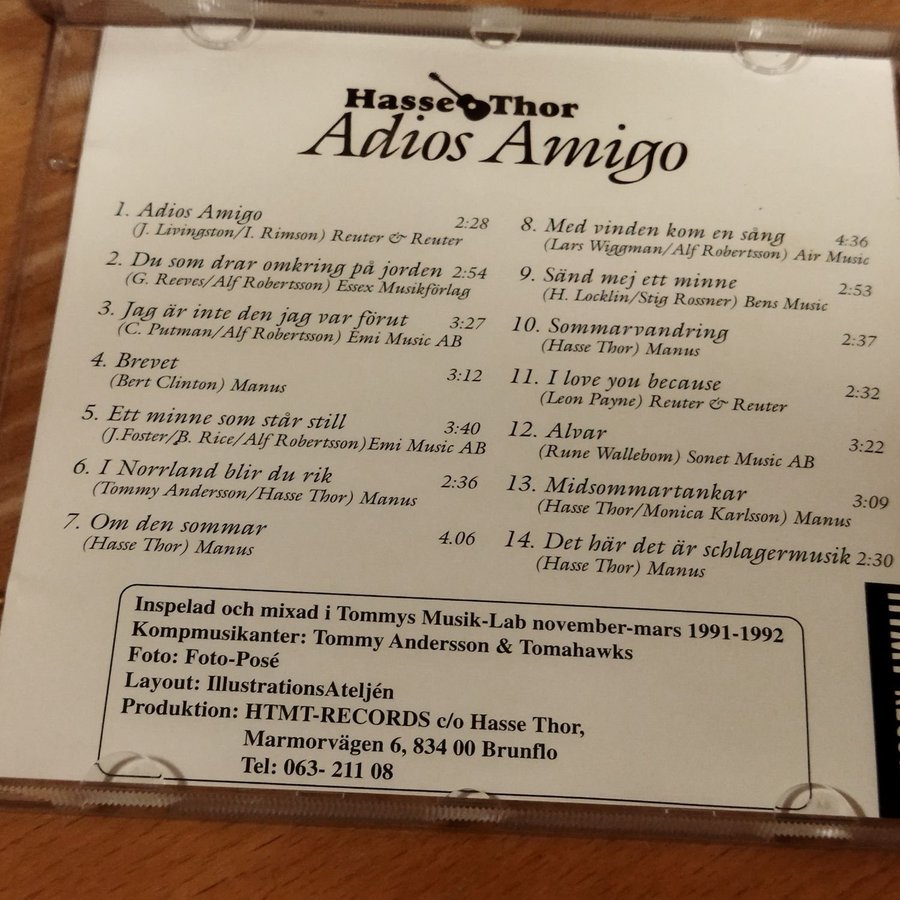 Hasse Thor
Adios Amigo
1. Adios Amigo 2:28
(J. Livingston/I. Rimson) Reuter & Reuter
2. Du som drar omkring på jorden 2:54
(G. Reeves/Alf Robertsson) Essex Musikförlag
3. Jag är inte den jag var förut 3:27
(C. Putman/Alf Robertsson) Emi Music AB
4. Brevet 3:12
(Bert Clinton) Manus
5. Ett minne som står still 3:40
(J.Foster/B. Rice/Alf Robertsson) Emi Music AB
6. I Norrland blir du rik 2:36
(Tommy Andersson/Hasse Thor) Manus
7. Om den sommar 4.06
(Hasse Thor) Manus
8. Med vinden kom en sång 4:36
(Lars Wiggman/Alf Robertsson) Air Music
9. Sänd mej ett minne 2:53
(H. Locklin/Stig Rossner) Bens Music
10. Sommarvandring 2:37
(Hasse Thor) Manus
11. I love you because 2:32
(Leon Payne) Reuter & Reuter
12. Alvar 3:22
(Rune Wallebom) Sonet Music AB
13. Midsommartankar 3:09
(Hasse Thor/Monica Karlsson) Manus
14. Det här det är schlagermusik 2:30
(Hasse Thor) Manus
Inspelad och mixad i Tommys Musik-Lab november-mars 1991-1992
Kompmusikanter: Tommy Andersson & Tomahawks
Foto: Foto-Posé
Layout: IllustrationsAteljén
Produktion: HTMT-RECORDS c/o Hasse Thor,
Marmorvägen 6, 834 00 Brunflo
Tel: 063- 211 08